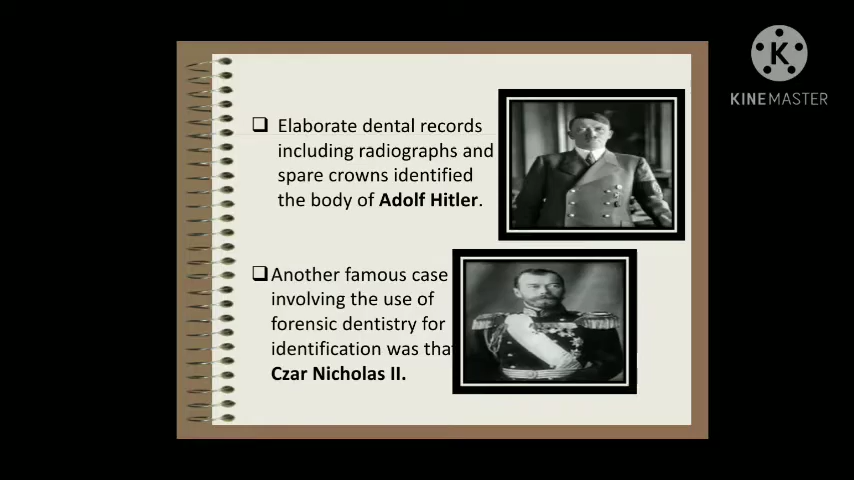 K
KINEMASTER
Elaborate dental records
including radiographs and
spare crowns identified
the body of Adolf Hitler.
Another famous case
involving the use of
forensic dentistry for
identification was that
Czar Nicholas II.